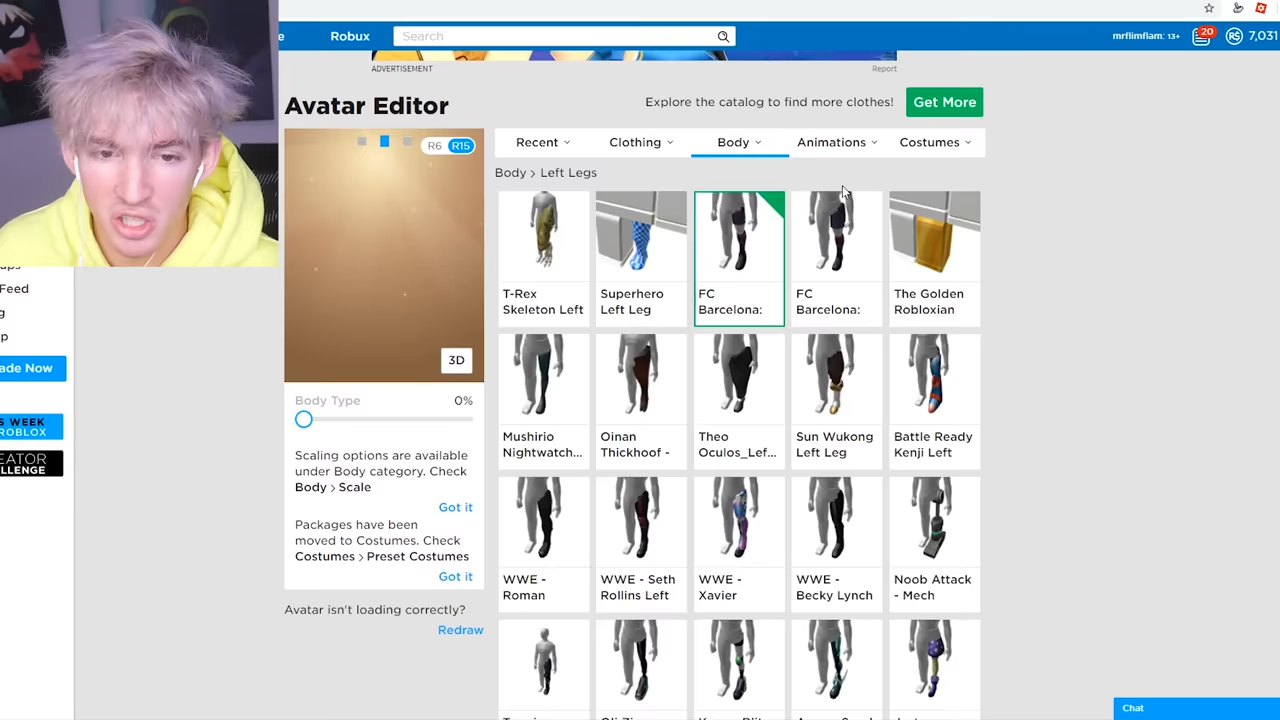 e
Robux
Search
mrflimflam: 13+
20
7,031
ADVERTISEMENT
Report
Avatar Editor
Explore the catalog to find more clothes!
Get More
R6
R15
3D
Recent
Clothing
Body
Animations
Costumes
Body > Left Legs
T-Rex
Skeleton Left
Superhero
Left Leg
FC
Barcelona:
FC
Barcelona:
The Golden
Robloxian
Mushirio
Nightwatch...
Oinan
Thickhoof -
Theo
Oculos_Lef...
Sun Wukong
Left Leg
Battle Ready
Kenji Left
WWE -
Roman
WWE - Seth
Rollins Left
WWE -
Xavier
WWE -
Becky Lynch
Noob Attack
- Mech
Body Type
0%
Scaling options are available
under Body category. Check
Body > Scale
Got it
Packages have been
moved to Costumes. Check
Costumes > Preset Costumes
Got it
Avatar isn't loading correctly?
Redraw
Feed
g
p
ade Now
S WEEK
ROBLOX
EATOR
LLENGE
Chat